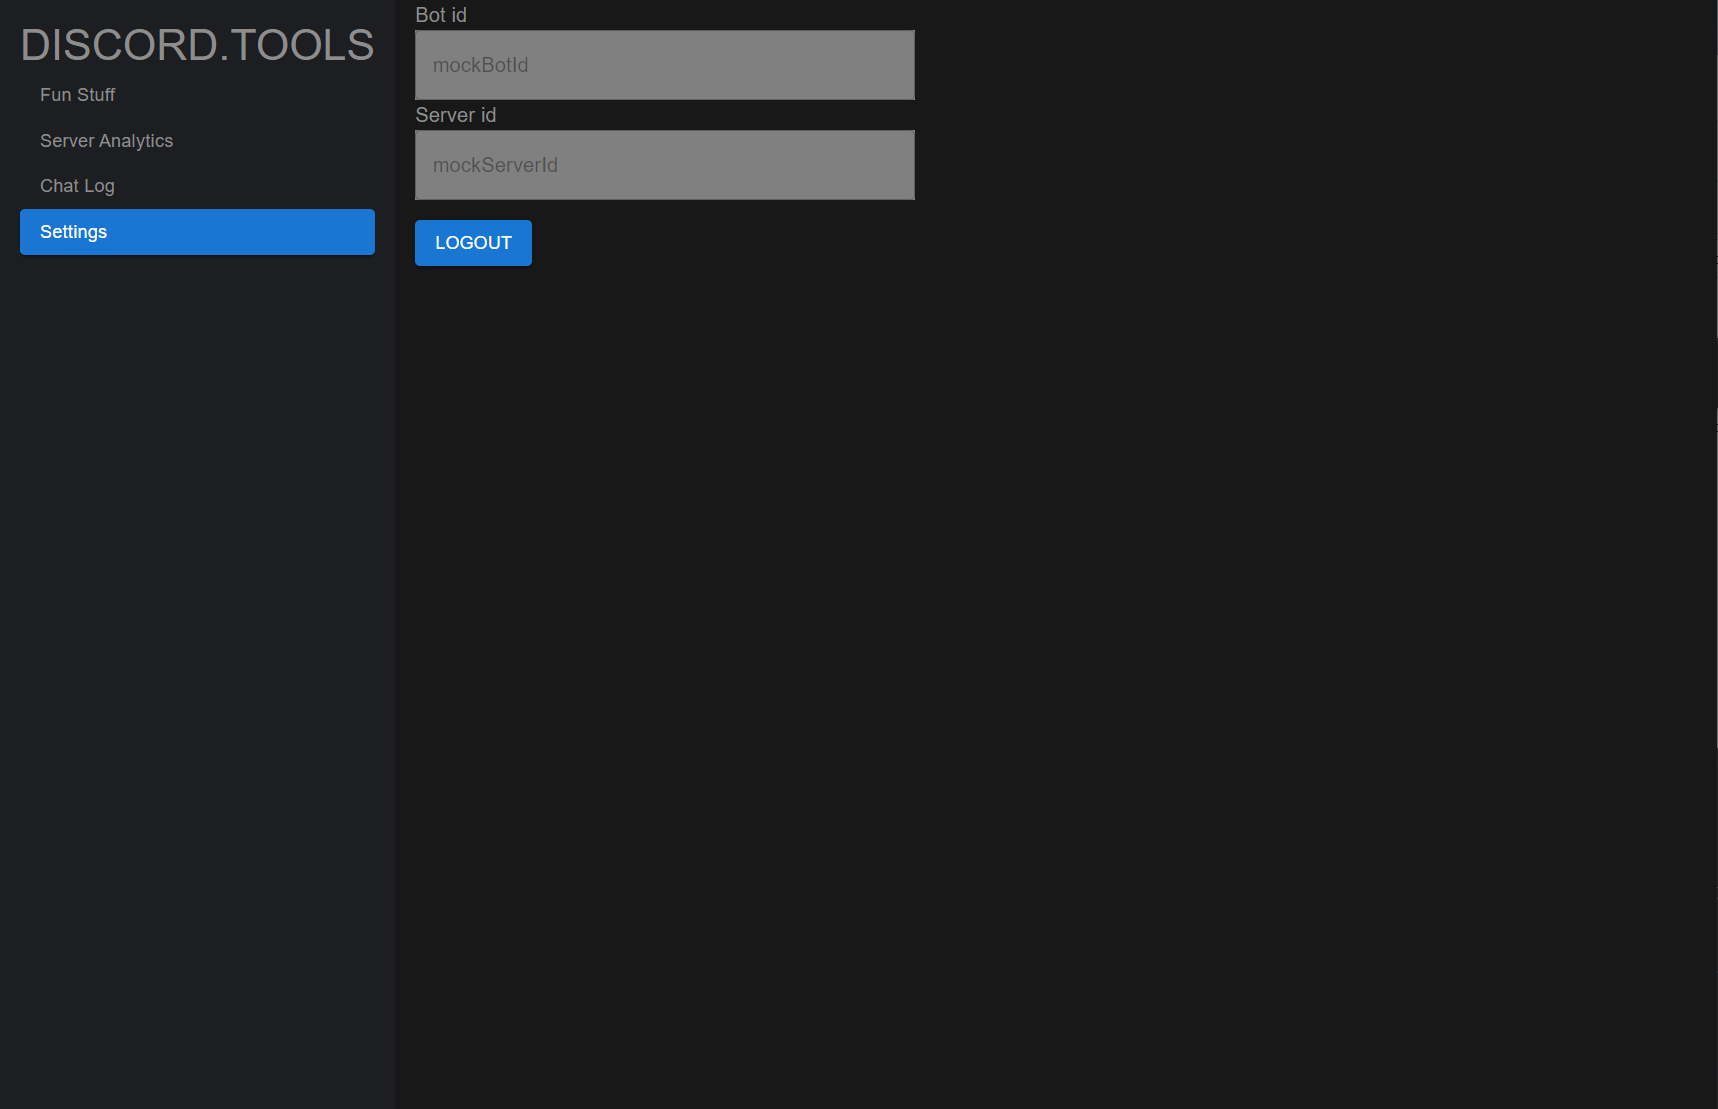 DISCORD.TOOLS
Fun Stuff
Server Analytics
Chat Log
Settings
Bot id
mockBotId
Server id
mockServerId
LOGOUT